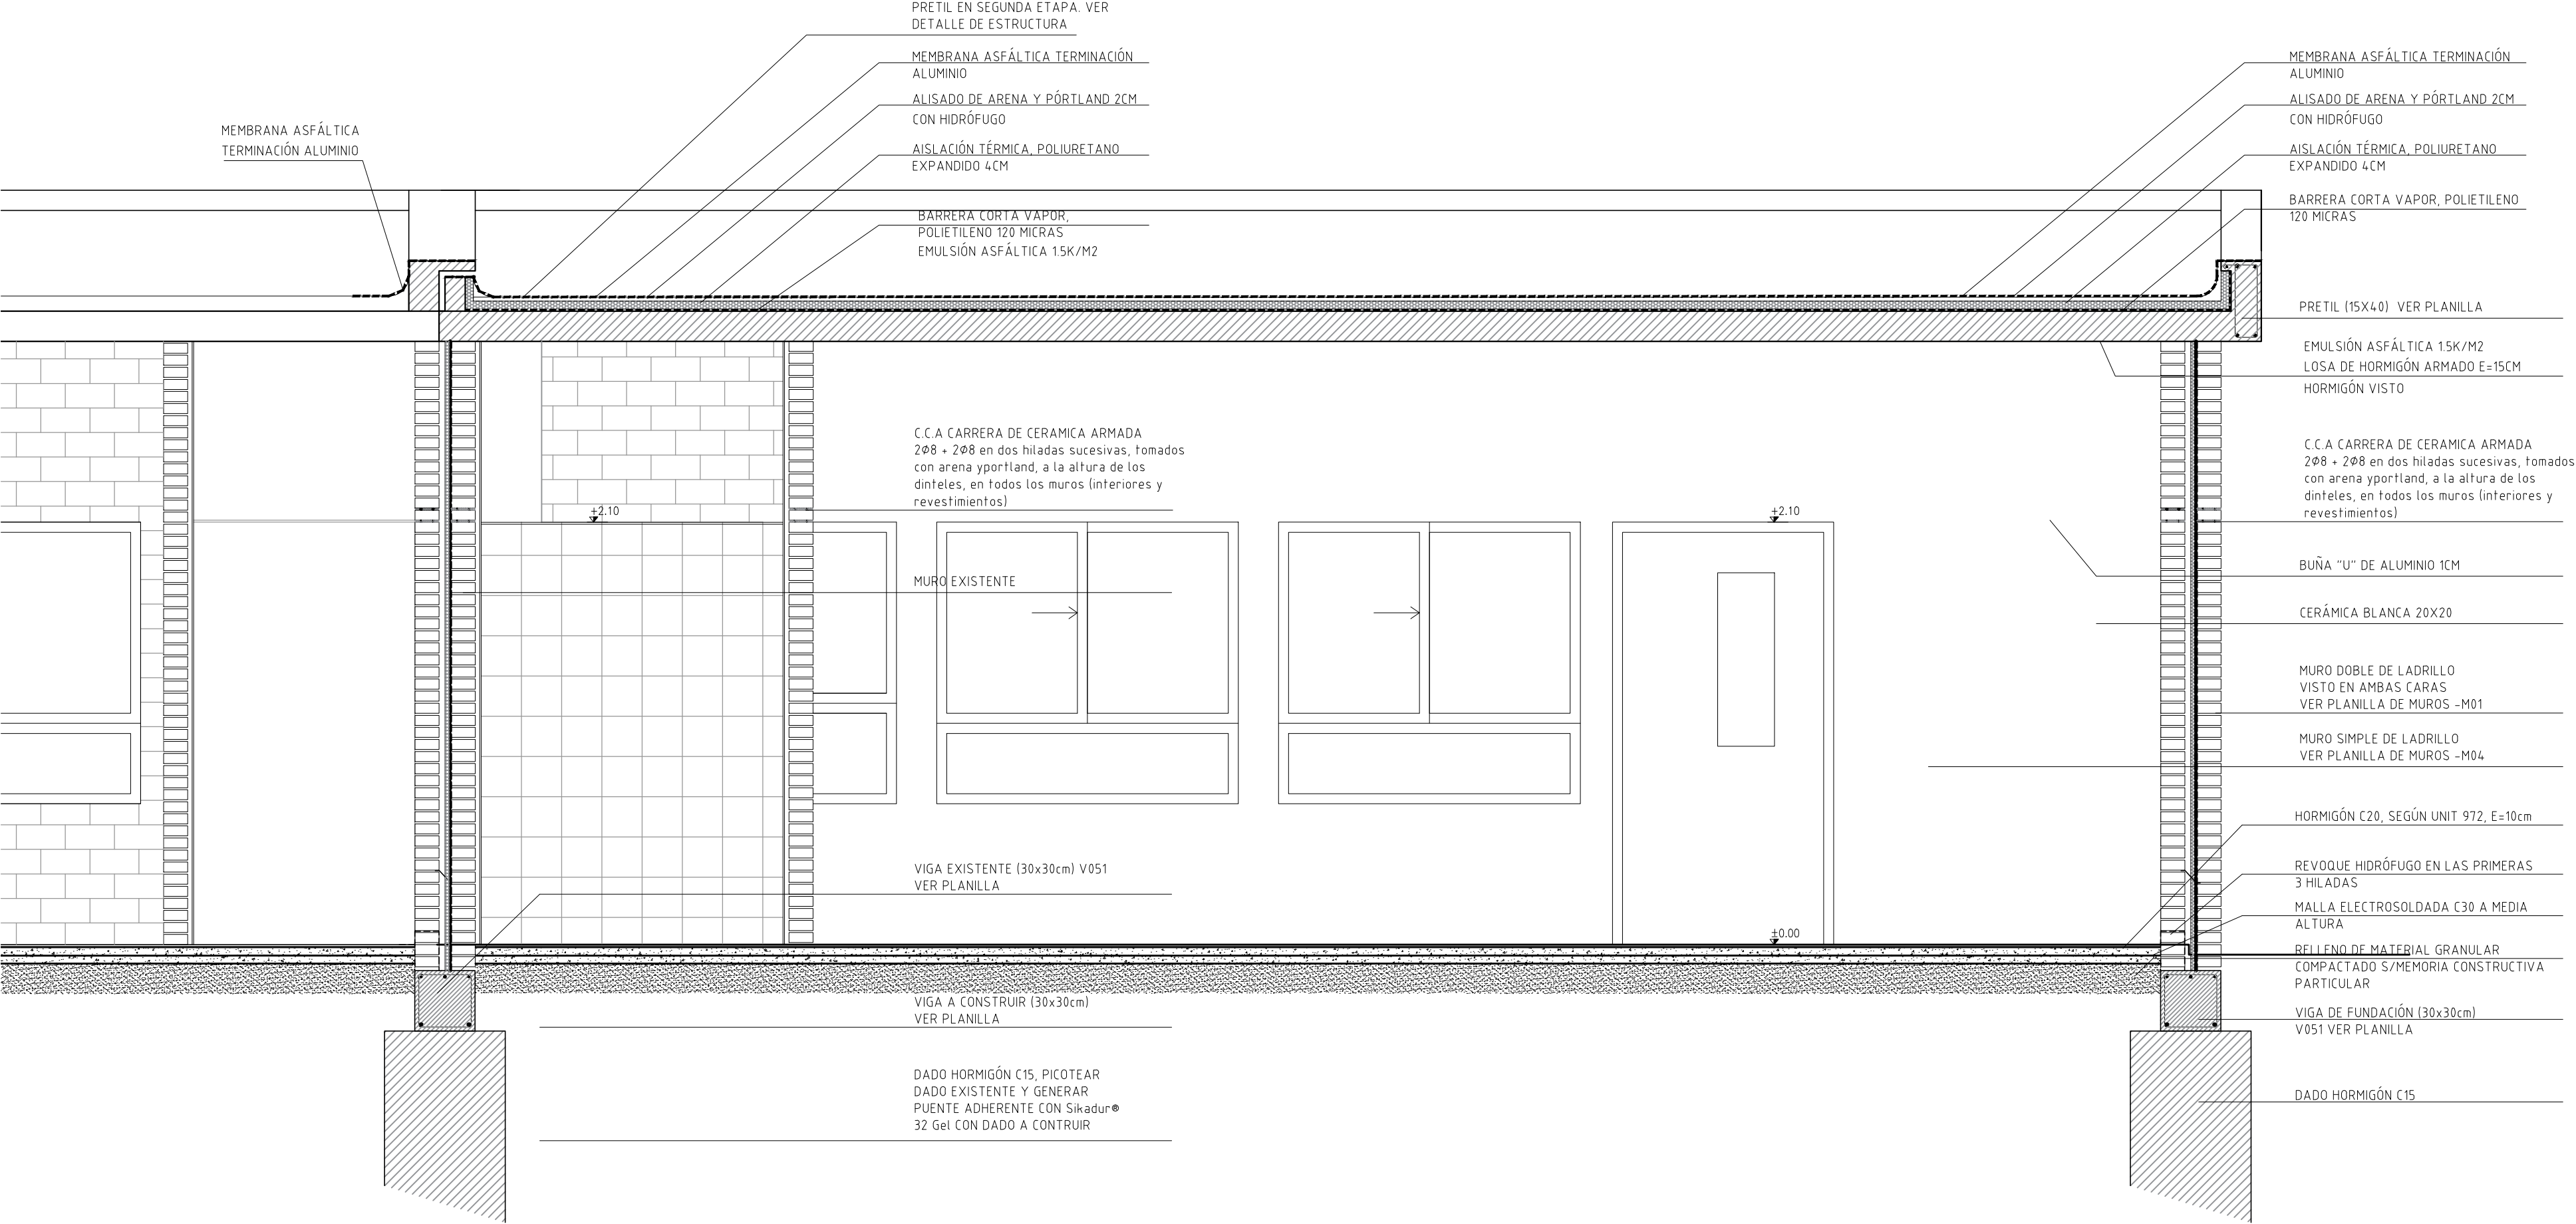 PRETIL EN SEGUNDA ETAPA. VER
DETALLE DE ESTRUCTURA
MEMBRANA ASFÁLTICA TERMINACIÓN
ALUMINIO
ALISADO DE ARENA Y PÓRTLAND 2CM
CON HIDRÓFUGO
AISLACIÓN TÉRMICA, POLIURETANO
EXPANDIDO 4CM
BARRERA CORTA VAPOR,
POLIETILENO 120 MICRAS
EMULSIÓN ASFÁLTICA 1.5K/M2
MEMBRANA ASFÁLTICA
TERMINACIÓN ALUMINIO
MEMBRANA ASFÁLTICA TERMINACIÓN
ALUMINIO
ALISADO DE ARENA Y PÓRTLAND 2CM
CON HIDRÓFUGO
AISLACIÓN TÉRMICA, POLIURETANO
EXPANDIDO 4CM
BARRERA CORTA VAPOR, POLIETILENO
120 MICRAS
PRETIL (15X40) VER PLANILLA
EMULSIÓN ASFÁLTICA 1.5K/M2
LOSA DE HORMIGÓN ARMADO E=15CM
HORMIGÓN VISTO
C.C.A CARRERA DE CERAMICA ARMADA
2Ø8 + 2Ø8 en dos hiladas sucesivas, tomados
con arena yportland, a la altura de los
dinteles, en todos los muros (interiores y
revestimientos)
C.C.A CARRERA DE CERAMICA ARMADA
2Ø8 + 2Ø8 en dos hiladas sucesivas, tomados
con arena yportland, a la altura de los
dinteles, en todos los muros (interiores y
revestimientos)
+2.10
+2.10
MURO EXISTENTE
BUÑA "U" DE ALUMINIO 1CM
CERÁMICA BLANCA 20X20
MURO DOBLE DE LADRILLO
VISTO EN AMBAS CARAS
VER PLANILLA DE MUROS -M01
MURO SIMPLE DE LADRILLO
VER PLANILLA DE MUROS -M04
HORMIGÓN C20, SEGÚN UNIT 972, E=10cm
VIGA EXISTENTE (30x30cm) V051
VER PLANILLA
REVOQUE HIDRÓFUGO EN LAS PRIMERAS
3 HILADAS
MALLA ELECTROSOLDADA C30 A MEDIA
ALTURA
±0.00
RELLENO DE MATERIAL GRANULAR
COMPACTADO S/MEMORIA CONSTRUCTIVA
PARTICULAR
VIGA A CONSTRUIR (30x30cm)
VER PLANILLA
VIGA DE FUNDACIÓN (30x30cm)
V051 VER PLANILLA
DADO HORMIGÓN C15, PICOTEAR
DADO EXISTENTE Y GENERAR
PUENTE ADHERENTE CON Sikadur®
32 Gel CON DADO A CONTRUIR
DADO HORMIGÓN C15